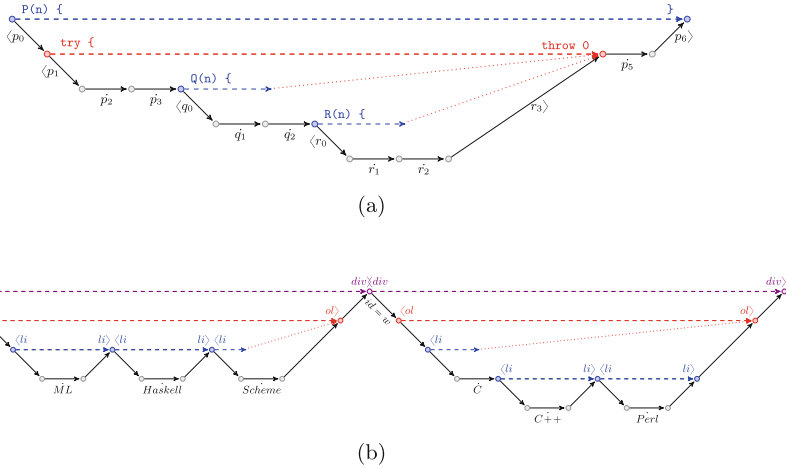 P(n) { }
⟨p0 p6⟩
try { throw 0
⟨p1 ṗ5
Q(n) {
ṗ2 ṗ3 ⟨q0
R(n) { r3⟩
q̇1 q̇2 ⟨r0
ṙ1 ṙ2
(a)
div⟩⟨div div⟩
id = w
ol⟩ ⟨ol ol⟩
⟨li li⟩ ⟨li li⟩ ⟨li ⟨li
⟨li li⟩ ⟨li li⟩
ṀL Haskell Scheme Ċ
C++ Perl
(b)